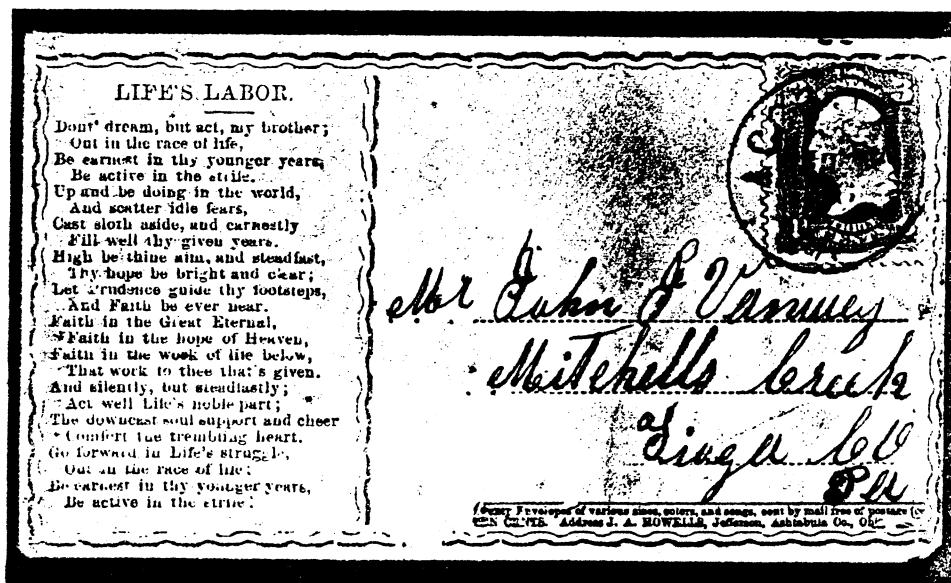 LIFE'S LABOR.
Dont' dream, but act, my brother;
Out in the race of life,
Be earnest in thy younger years,
Be active in the strife.
Up and be doing in the world,
And scatter idle fears,
Cast sloth aside, and earnestly
Fill well thy given years.
High be thine aim, and steadfast,
Thy hope be bright and clear;
Let Prudence guide thy footsteps,
And Faith be ever near.
Faith in the Great Eternal,
Faith in the hope of Heaven,
Faith in the work of life below,
That work to thee that's given.
And silently, but steadfastly;
Act well Life's noble part;
The downcast soul support and cheer
Comfort the trembling heart.
Go forward in Life's struggle,
Out in the race of life;
Be earnest in thy younger years,
Be active in the strife!
Mr John
Mitchells Creek
Tioga Co
Pa
Envelopes of various sizes, colors, and songs, sent by mail free of postage
TEN CENTS. Address J. A. HOWELLS, Jefferson, Ashtabula Co., Ohio